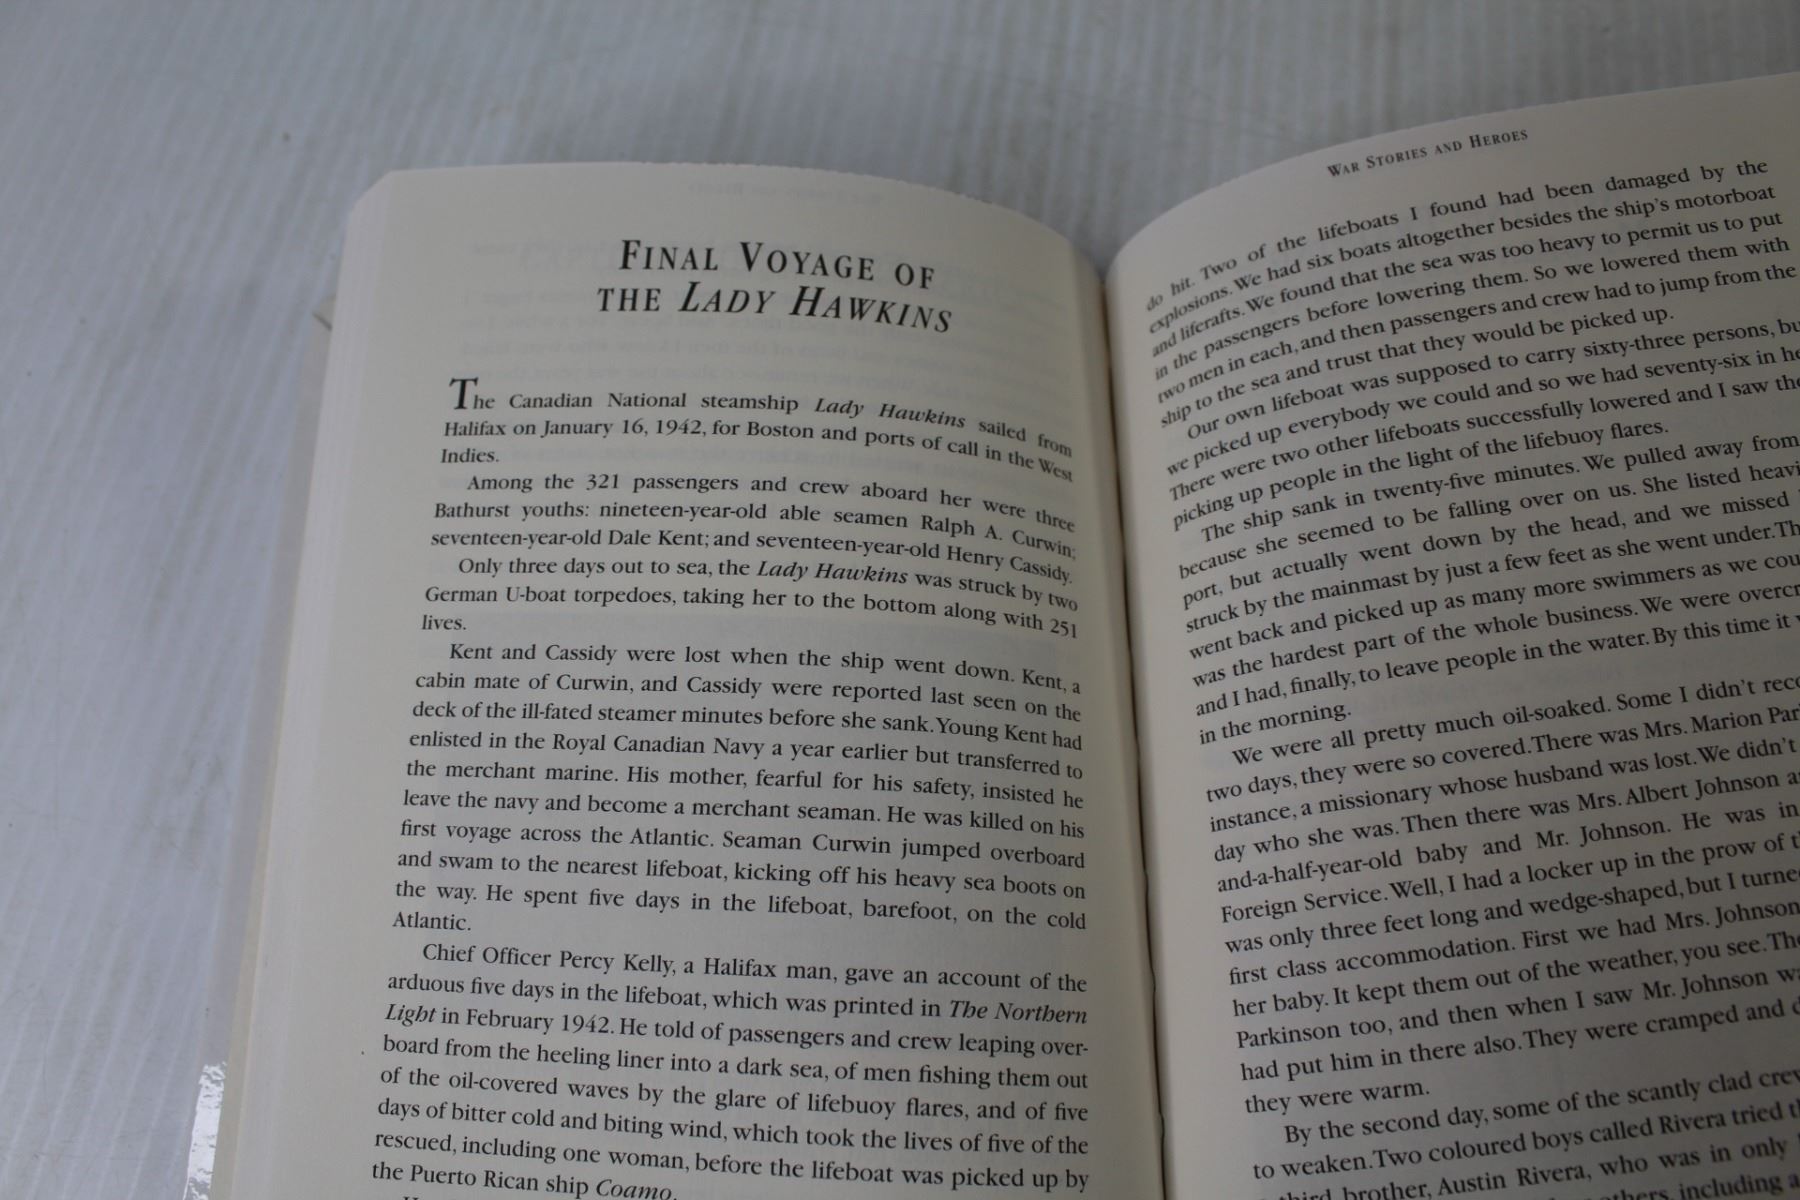 FINAL VOYAGE OF
THE LADY HAWKINS
The Canadian National steamship Lady Hawkins sailed from
Halifax on January 16, 1942, for Boston and ports of call in the West
Indies.
Among the 321 passengers and crew aboard her were three
Bathurst youths: nineteen-year-old able seamen Ralph A. Curwin;
seventeen-year-old Dale Kent; and seventeen-year-old Henry Cassidy.
Only three days out to sea, the Lady Hawkins was struck by two
German U-boat torpedoes, taking her to the bottom along with 251
lives.
Kent and Cassidy were lost when the ship went down. Kent, a
cabin mate of Curwin, and Cassidy were reported last seen on the
deck of the ill-fated steamer minutes before she sank. Young Kent had
enlisted in the Royal Canadian Navy a year earlier but transferred to
the merchant marine. His mother, fearful for his safety, insisted he
leave the navy and become a merchant seaman. He was killed on his
first voyage across the Atlantic. Seaman Curwin jumped overboard
and swam to the nearest lifeboat, kicking off his heavy sea boots on
the way. He spent five days in the lifeboat, barefoot, on the cold
Atlantic.
Chief Officer Percy Kelly, a Halifax man, gave an account of the
arduous five days in the lifeboat, which was printed in The Northern
Light in February 1942. He told of passengers and crew leaping over-
board from the heeling liner into a dark sea, of men fishing them out
of the oil-covered waves by the glare of lifebuoy flares, and of five
days of bitter cold and biting wind, which took the lives of five of the
rescued, including one woman, before the lifeboat was picked up by
the Puerto Rican ship Coamo.
WAR STORIES AND HEROES
do hit. Two of the lifeboats I found had been damaged by the
explosions. We had six boats altogether besides the ship's motorboat
and liferafts. We found that the sea was too heavy to permit us to put
in the passengers before lowering them. So we lowered them with
two men in each, and then passengers and crew had to jump from the
ship to the sea and trust that they would be picked up.
Our own lifeboat was supposed to carry sixty-three persons, bu
we picked up everybody we could and so we had seventy-six in he
There were two other lifeboats successfully lowered and I saw the
picking up people in the light of the lifebuoy flares.
The ship sank in twenty-five minutes. We pulled away from
because she seemed to be falling over on us. She listed heavi
port, but actually went down by the head, and we missed
struck by the mainmast by just a few feet as she went under. Th
went back and picked up as many more swimmers as we cou
was the hardest part of the whole business. We were overcr
and I had, finally, to leave people in the water. By this time it
in the morning.
We were all pretty much oil-soaked. Some I didn't reco
two days, they were so covered. There was Mrs. Marion Par
instance, a missionary whose husband was lost. We didn't
day who she was. Then there was Mrs. Albert Johnson a
and-a-half-year-old baby and Mr. Johnson. He was in
Foreign Service. Well, I had a locker up in the prow of t
was only three feet long and wedge-shaped, but I turne
first class accommodation. First we had Mrs. Johnson
her baby. It kept them out of the weather, you see. The
Parkinson too, and then when I saw Mr. Johnson wa
had put him in there also. They were cramped and
they were warm.
By the second day, some of the scantly clad crew
to weaken. Two coloured boys called Rivera tried t
third brother, Austin Rivera, who was in only
others, including a